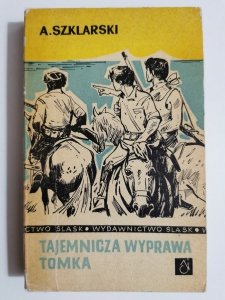 A. SZKLARSKI
CTWO ŚLĄSK • WYDAWNICTWO ŚLĄSK •
TAJEMNICZA WYPRAWA
TOMKA